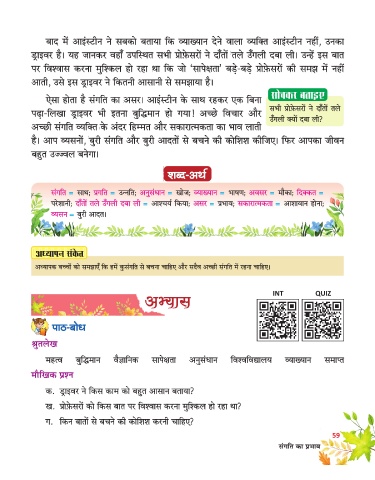 बाद में आइंस्टीन ने सबको बताया कि व्याख्यान देने वाला व्यक्ति आइंस्टीन नहीं, उनका
ड्राइवर है। यह जानकर वहाँ उपस्थित सभी प्रोफ़ेसरों ने दाँतों तले उँगली दबा ली। उन्हें इस बात
पर विश्वास करना मुश्किल हो रहा था कि जो ‘सापेक्षता’ बड़े-बड़े प्रोफ़ेसरों की समझ में नहीं
आती, उसे इस ड्राइवर ने कितनी आसानी से समझाया है।
ऐसा होता है संगति का असर। आइंस्टीन के साथ रहकर एक बिना
पढ़ा-लिखा ड्राइवर भी इतना बुद्धिमान हो गया! अच्छे विचार और
अच्छी संगति व्यक्ति के अंदर हिम्मत और सकारात्मकता का भाव लाती
है। आप व्यसनों, बुरी संगति और बुरी आदतों से बचने की कोशिश कीजिए। फिर आपका जीवन
बहुत उज्ज्वल बनेगा।
सोचकर बताइए
सभी प्रोफ़ेसरों ने दाँतों तले
उँगली क्यों दबा ली?
शब्द-अर्थ
संगति = साथ; प्रगति = उन्नति; अनुसंधान = खोज; व्याख्यान = भाषण; अवसर = मौका; दिक्कत =
परेशानी; दाँतों तले उँगली दबा ली = आश्चर्य किया; असर = प्रभाव; सकारात्मकता = आशावान होना;
व्यसन = बुरी आदत।
अध्यापन संकेत
अध्यापक बच्चों को समझाएँ कि हमें कुसंगति से बचना चाहिए और सदैव अच्छी संगति में रहना चाहिए।
अभ्यास
INT QUIZ
पाठ-बोध
श्रुतलेख
महत्व बुद्धिमान वैज्ञानिक सापेक्षता अनुसंधान विश्वविद्यालय व्याख्यान समाप्त
मौखिक प्रश्न
क. ड्राइवर ने किस काम को बहुत आसान बताया?
ख. प्रोफ़ेसरों को किस बात पर विश्वास करना मुश्किल हो रहा था?
ग. किन बातों से बचने की कोशिश करनी चाहिए?
59
संगति का प्रभाव